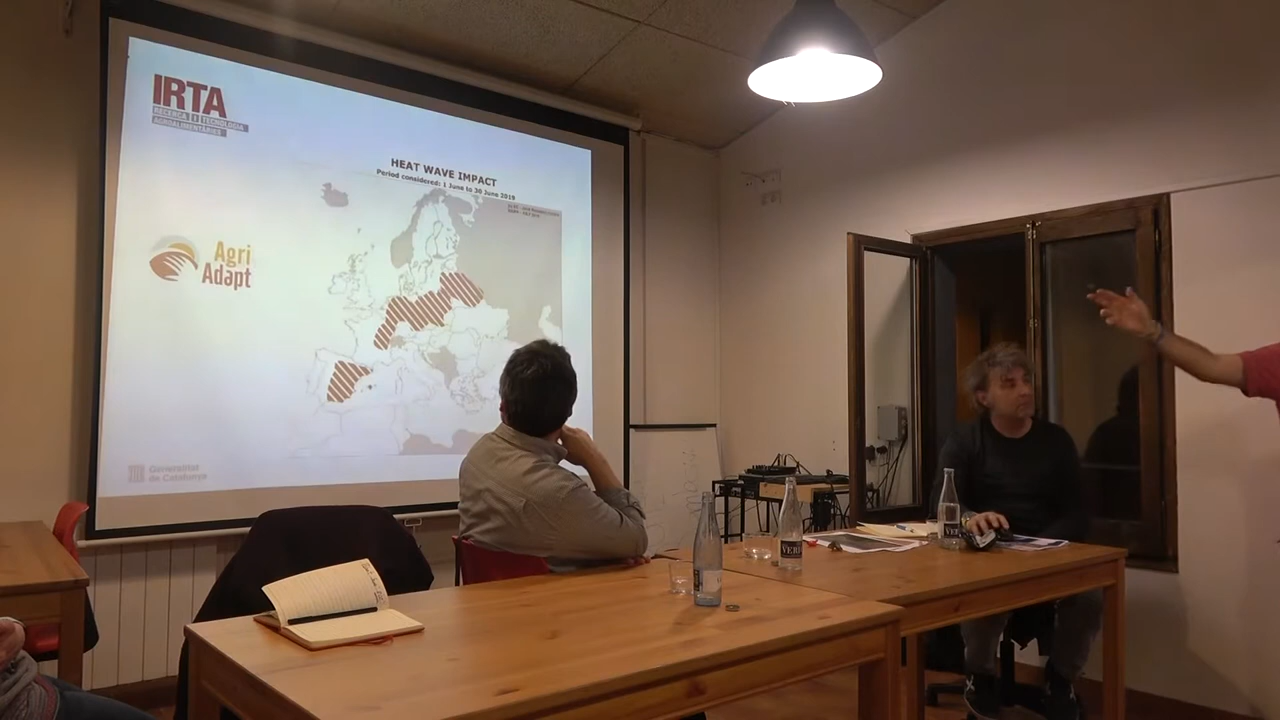 IRTA
RECERCA I TECNOLOGIA
AGROALIMENTÀRIES
HEAT WAVE IMPACT
Period considered: 1 June to 30 June 2019
Agri
Adapt
Generalitat
de Catalunya
VERI